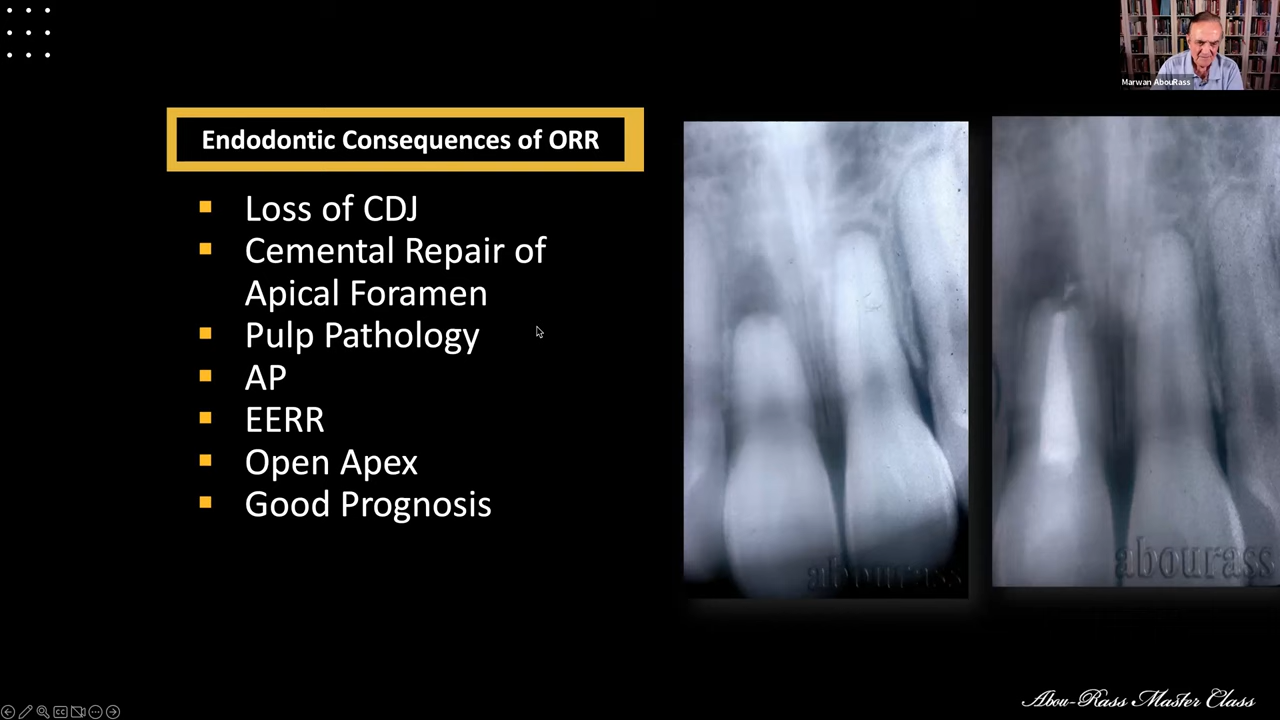 Marwan AbouRass
Endodontic Consequences of ORR
Loss of CDJ
Cemental Repair of
Apical Foramen
Pulp Pathology
AP
EERR
Open Apex
Good Prognosis
abourass
abourass
Abou-Rass Master Class
CC